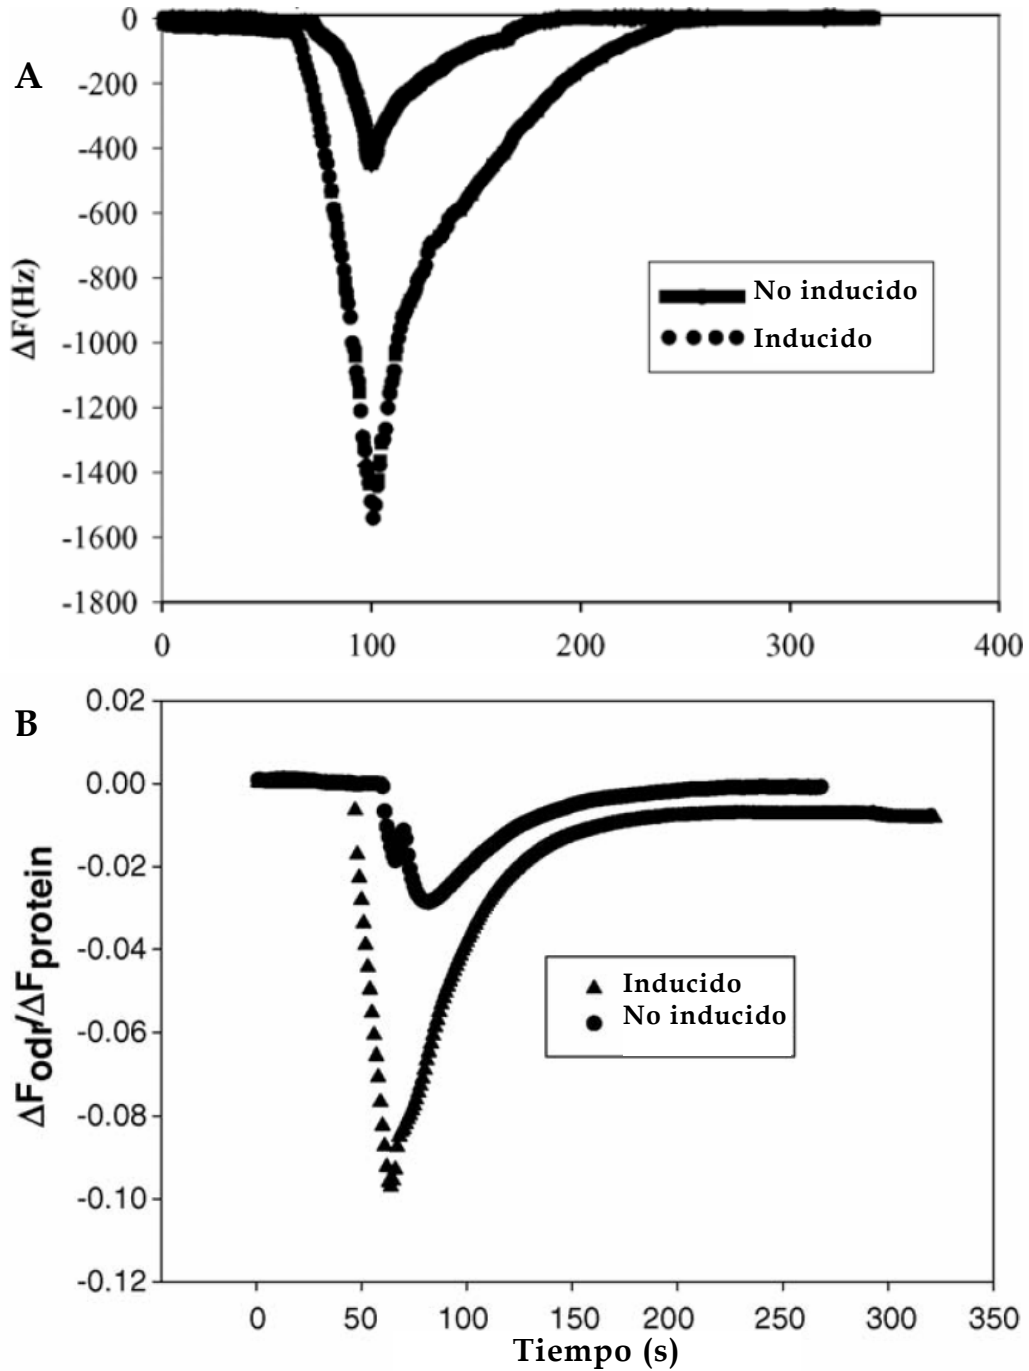 A
0
-200
-400
-600
-800
-1000
-1200
-1400
-1600
-1800
ΔF(Hz)
No inducido
Inducido
0 100 200 300 400
B
0.02
0.00
-0.02
-0.04
-0.06
-0.08
-0.10
-0.12
ΔFodr/ΔFprotein
Inducido
No inducido
0 50 100 150 200 250 300 350
Tiempo (s)